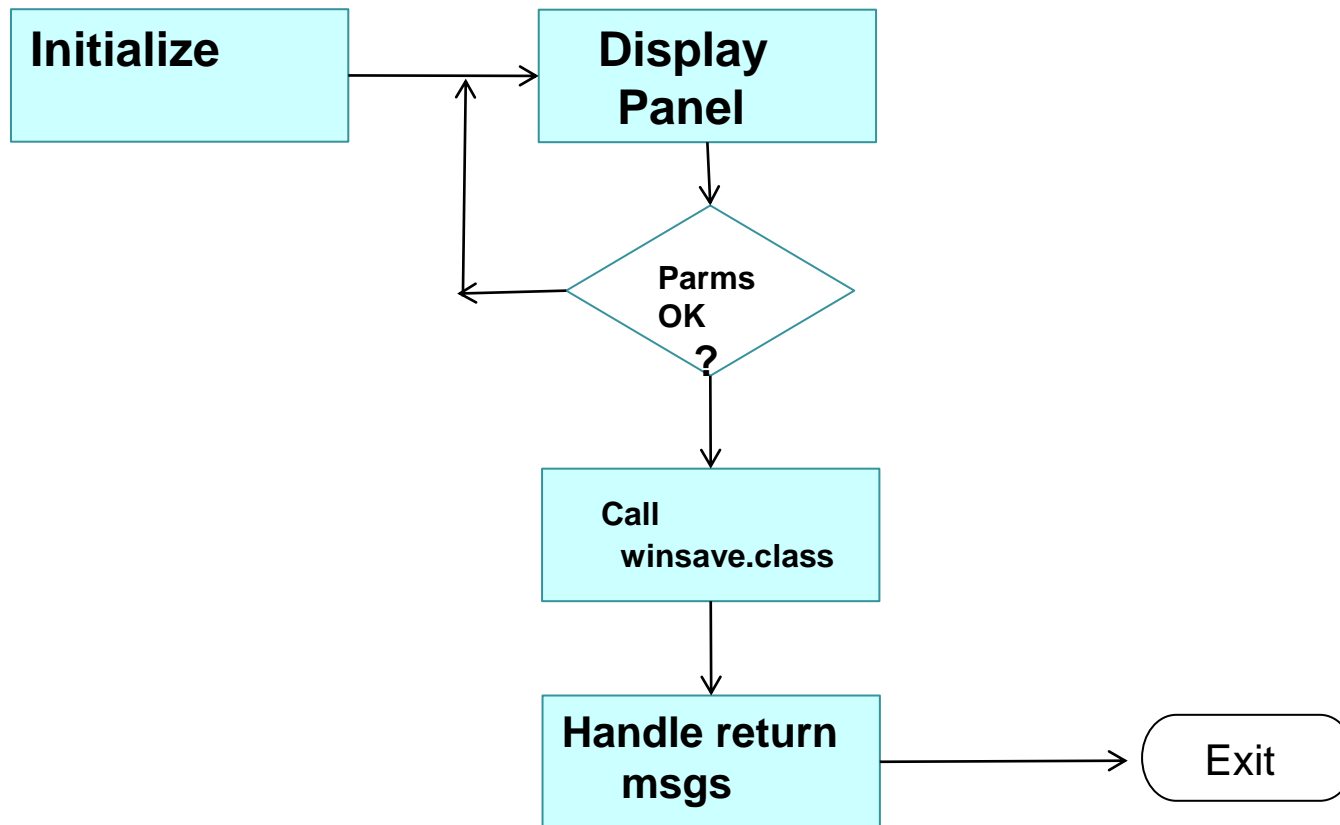 Initialize
Display
Panel
Parms
OK
?
Call
winsave.class
Handle return
msgs
Exit